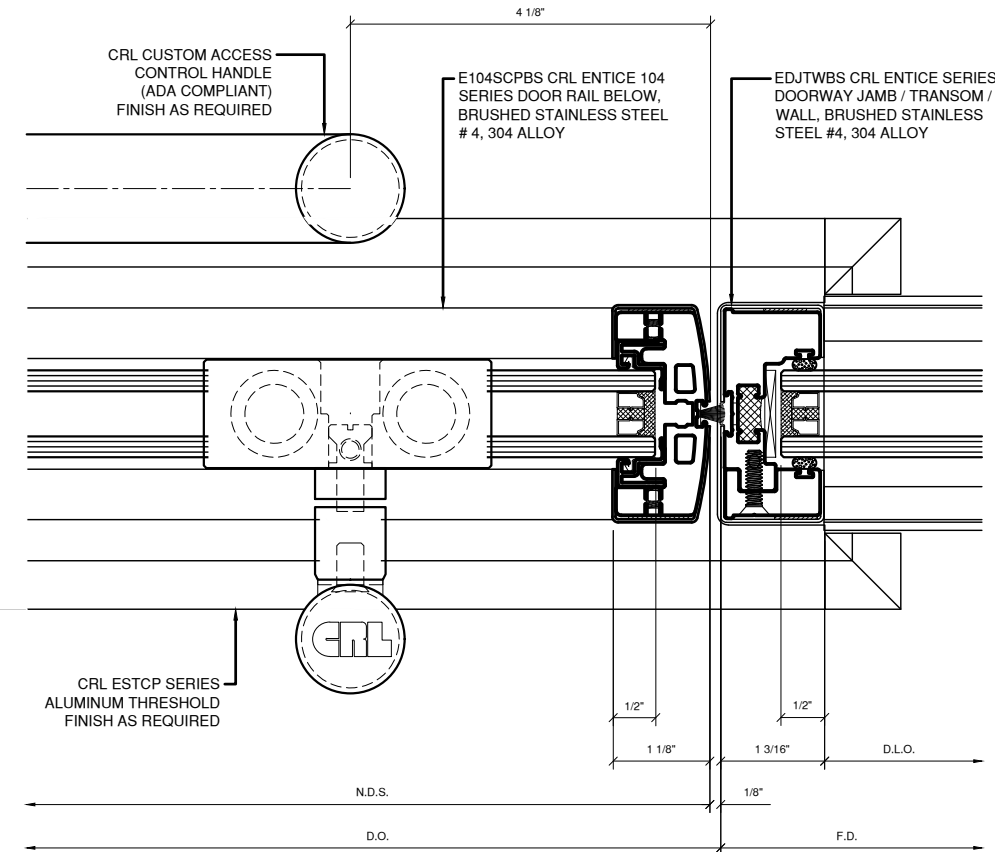 4 1/8"
CRL CUSTOM ACCESS
CONTROL HANDLE
(ADA COMPLIANT)
FINISH AS REQUIRED
E104SCPBS CRL ENTICE 104
SERIES DOOR RAIL BELOW,
BRUSHED STAINLESS STEEL
# 4, 304 ALLOY
EDJTWBS CRL ENTICE SERIES
DOORWAY JAMB / TRANSOM /
WALL, BRUSHED STAINLESS
STEEL #4, 304 ALLOY
CRL
CRL ESTCP SERIES
ALUMINUM THRESHOLD
FINISH AS REQUIRED
1/2"
1/2"
1 1/8"
1 3/16"
D.L.O.
N.D.S.
1/8"
D.O.
F.D.